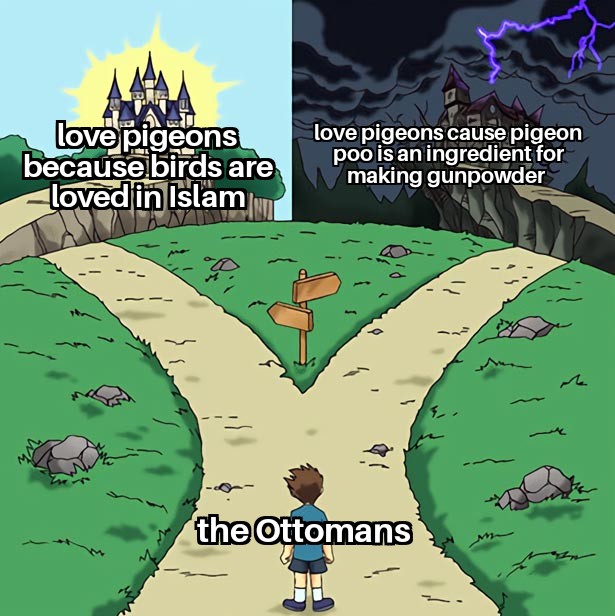 love pigeons
because birds are
loved in Islam
love pigeons cause pigeon
poo is an ingredient for
making gunpowder
the Ottomans